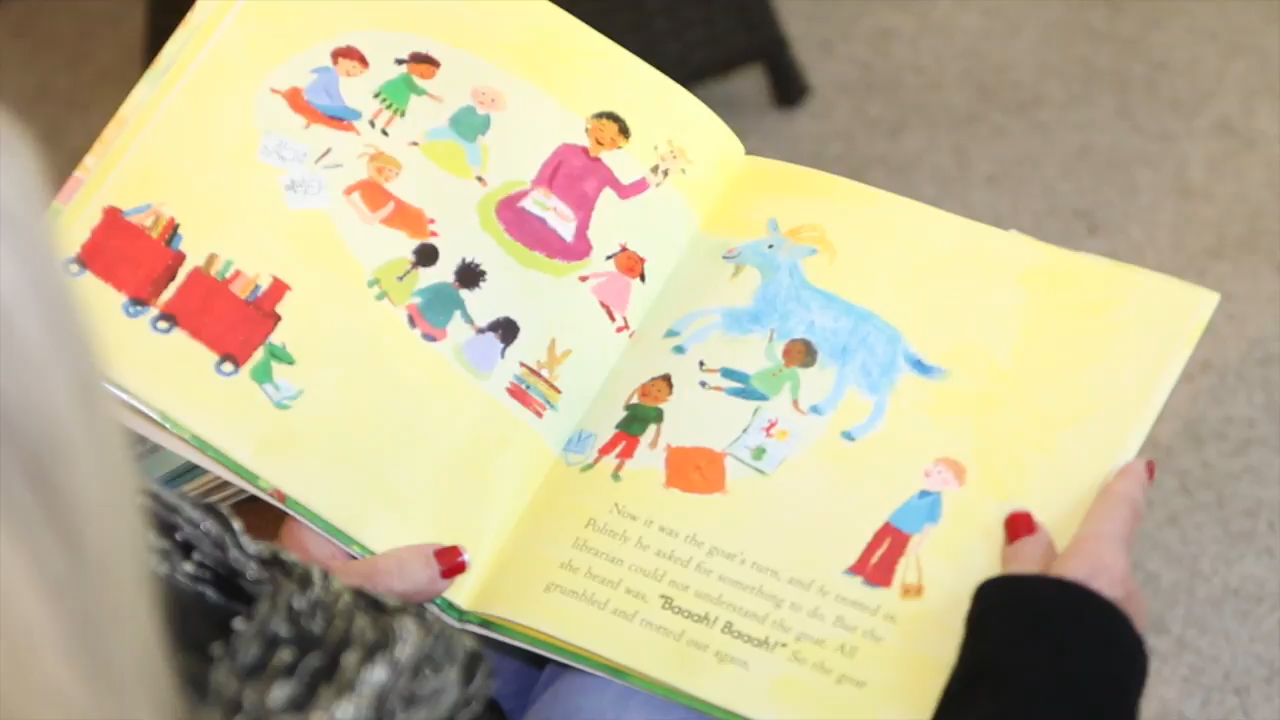 Now it was the goat's turn, and he trotted in.
Politely he asked for something to do. But the
librarian could not understand the goat. All
she heard was, "Baaah! Baaah!" So the goat
grumbled and trotted out again.